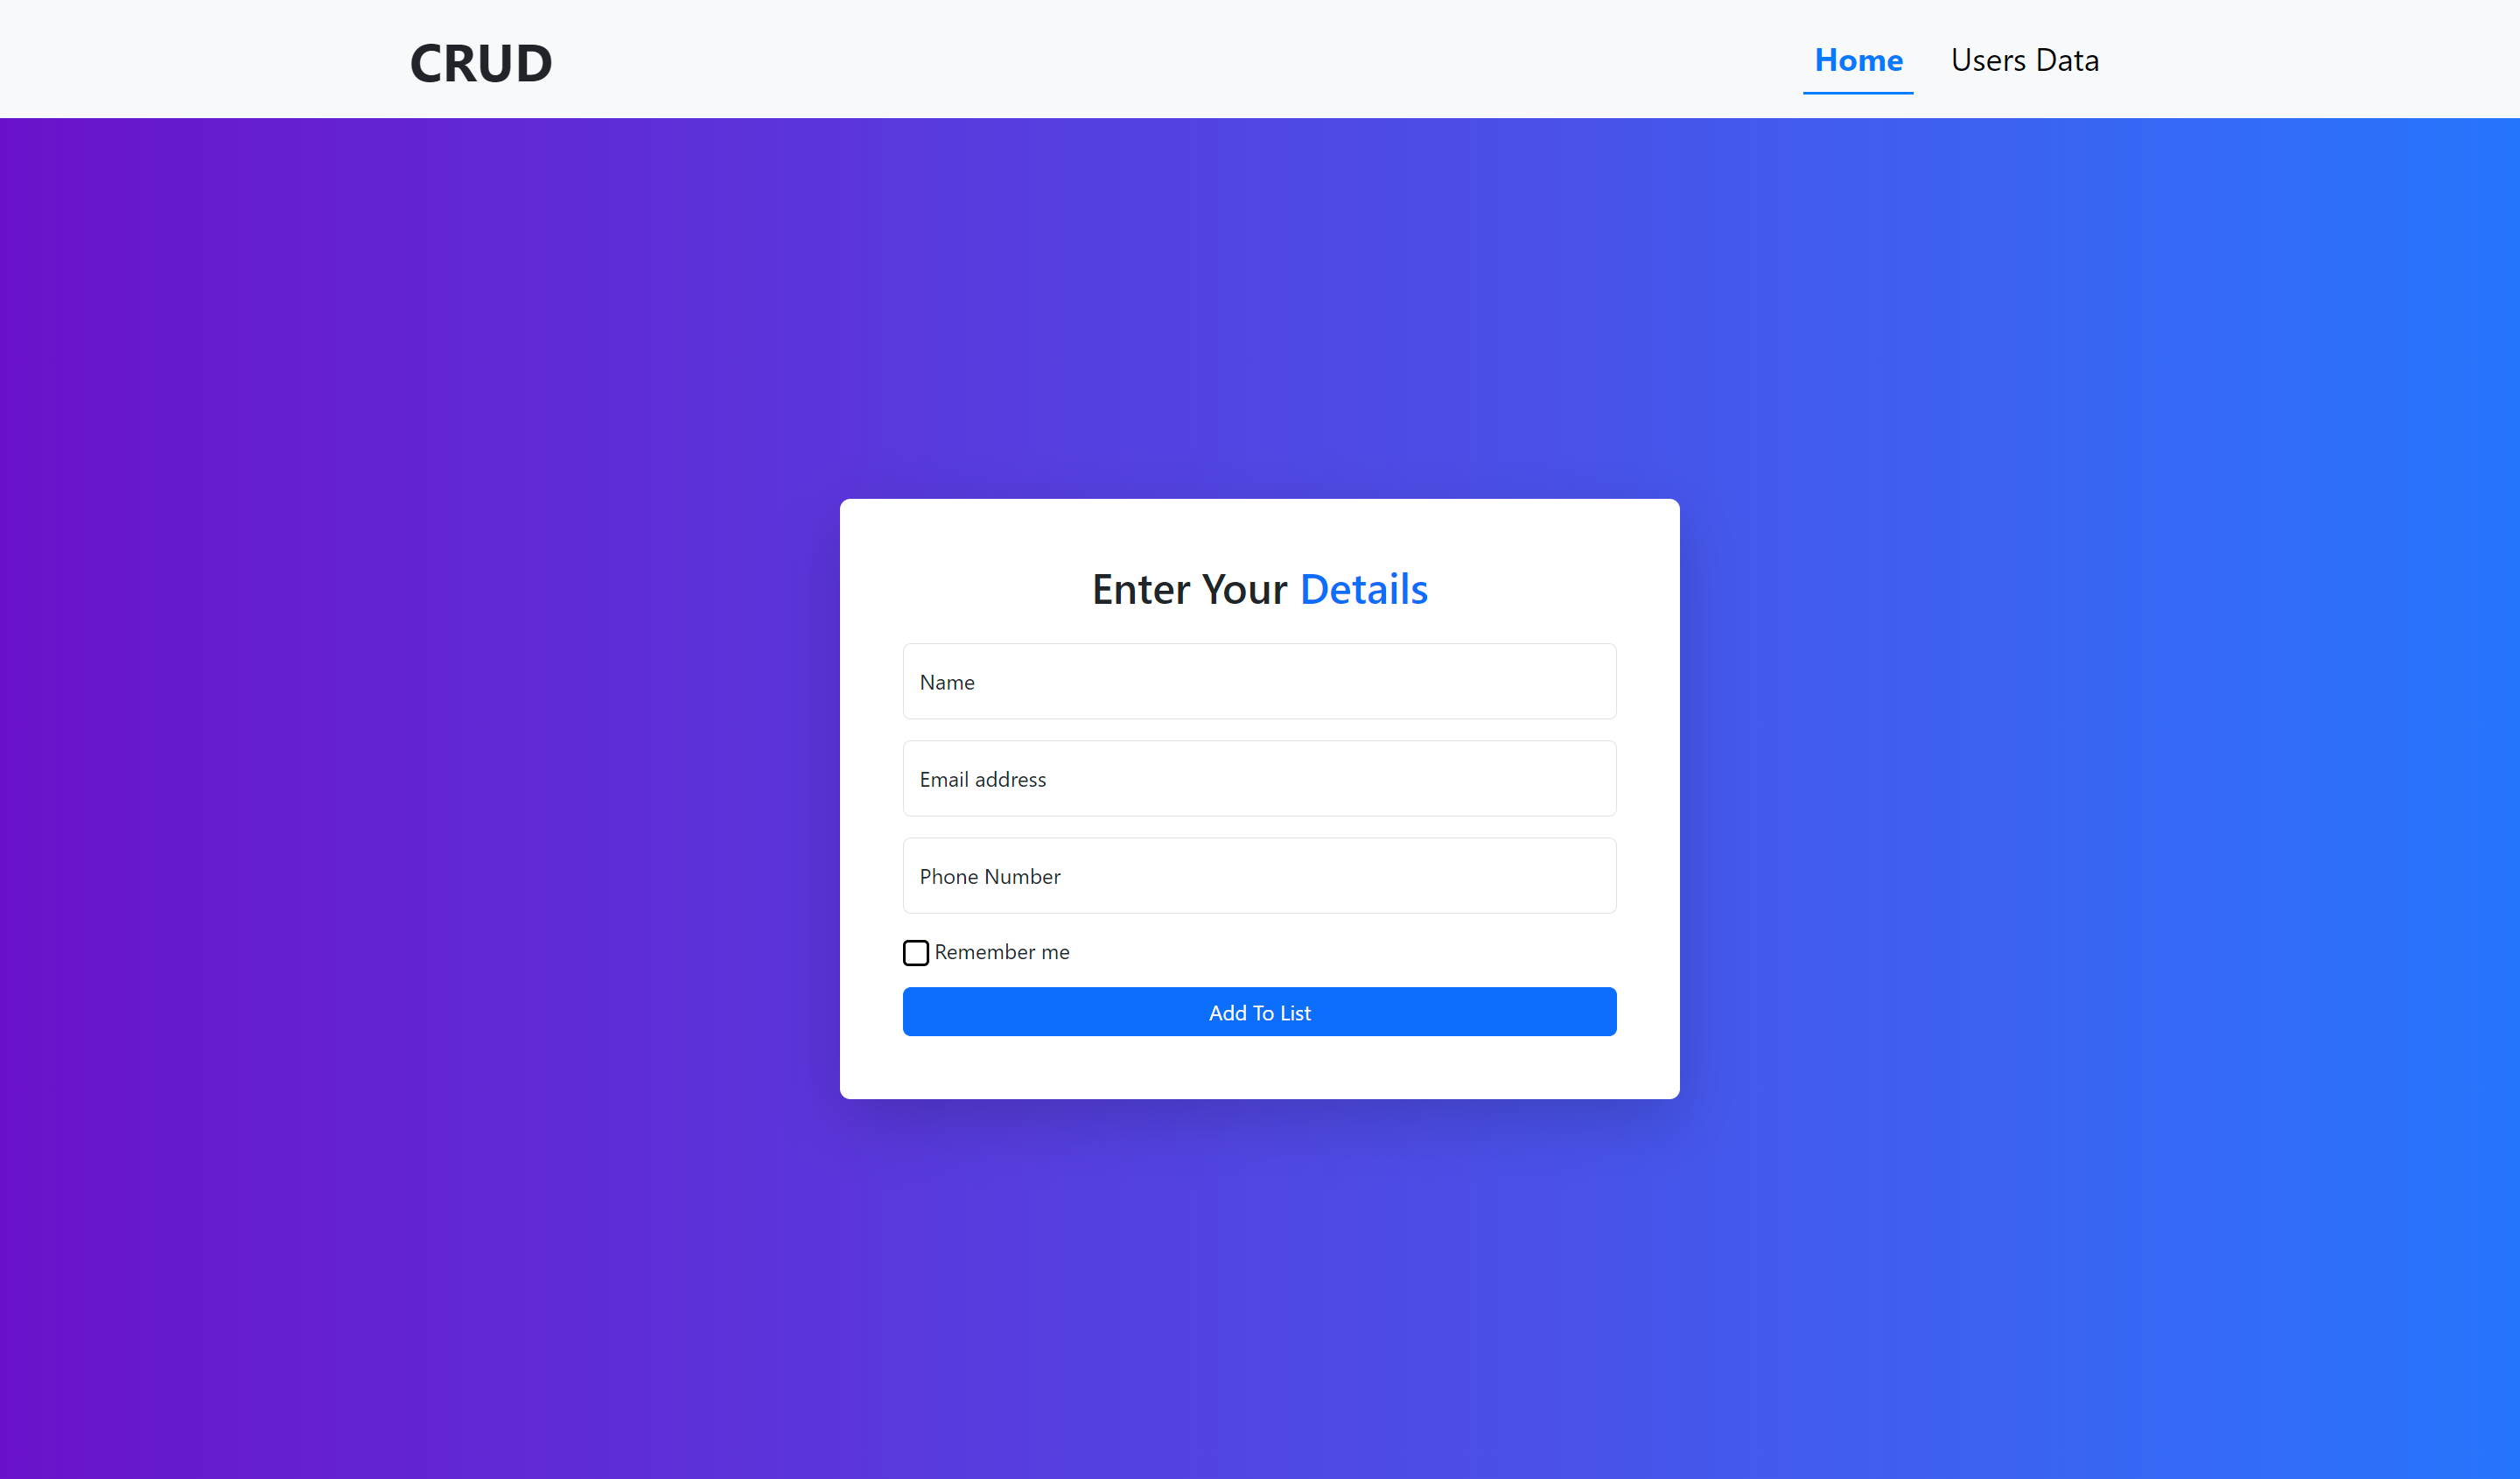 CRUD
Home
Users Data
Enter Your Details
Name
Email address
Phone Number
Remember me
Add To List